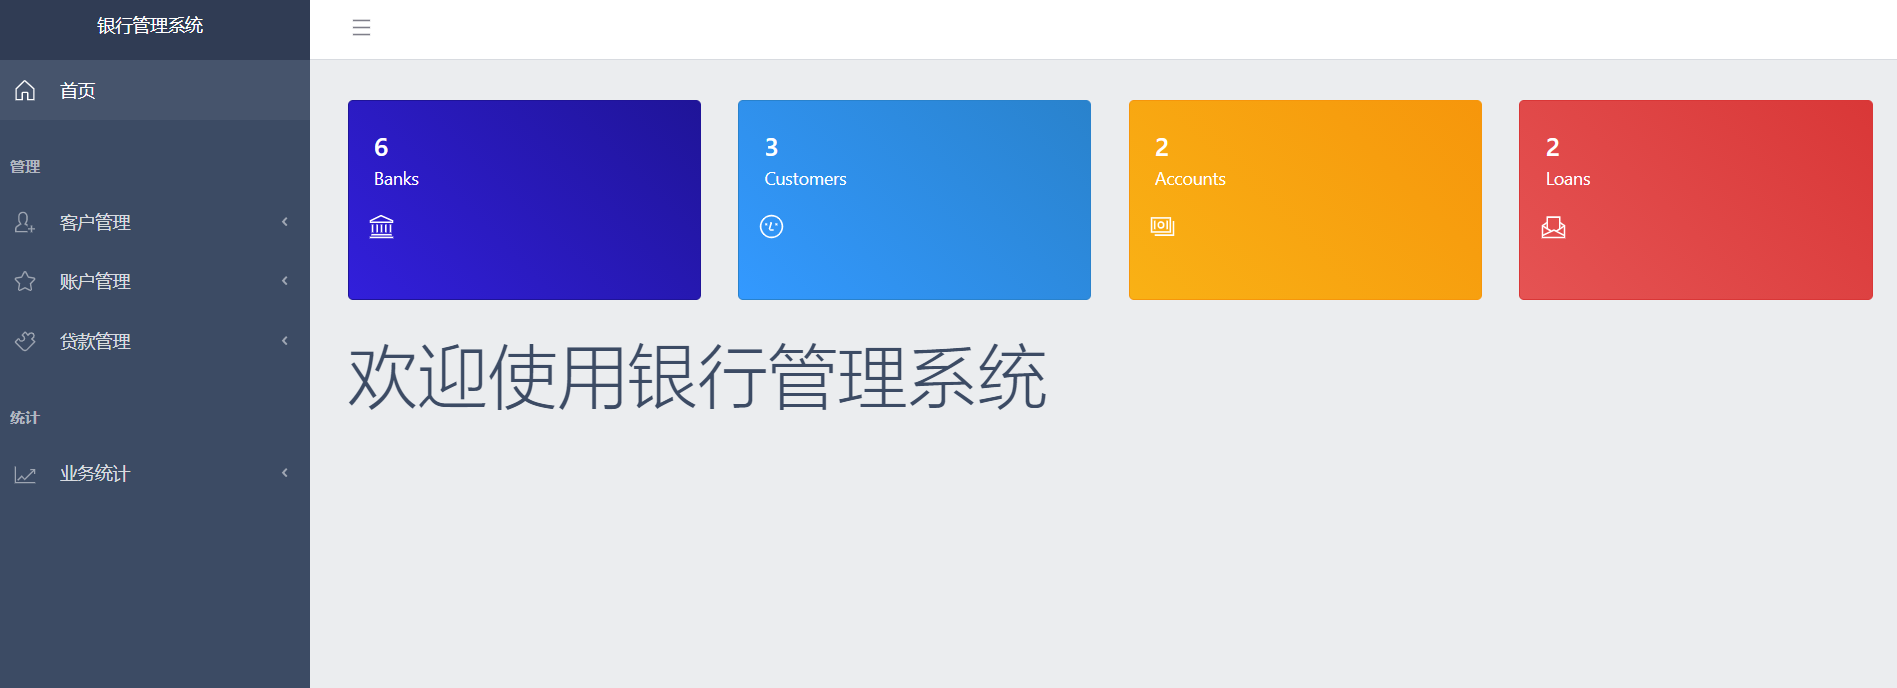 银行管理系统
首页
管理
客户管理
账户管理
贷款管理
统计
业务统计
6
Banks
3
Customers
2
Accounts
2
Loans
欢迎使用银行管理系统